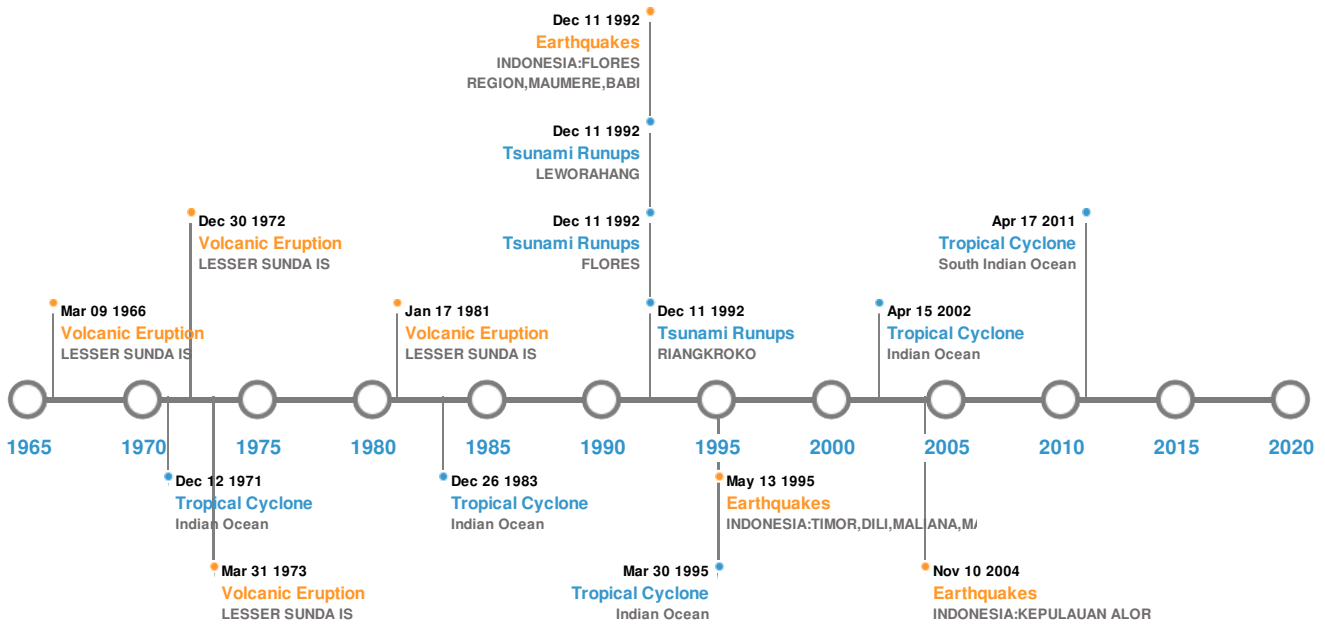 Dec 11 1992
Earthquakes
INDONESIA:FLORES
REGION,MAUMERE,BABI
Dec 11 1992
Tsunami Runups
LEWORAHANG
Dec 30 1972
Volcanic Eruption
LESSER SUNDA IS
Dec 11 1992
Tsunami Runups
FLORES
Apr 17 2011
Tropical Cyclone
South Indian Ocean
Mar 09 1966
Volcanic Eruption
LESSER SUNDA IS
Jan 17 1981
Volcanic Eruption
LESSER SUNDA IS
Dec 11 1992
Tsunami Runups
RIANGKROKO
Apr 15 2002
Tropical Cyclone
Indian Ocean
1965 1970 1975 1980 1985 1990 1995 2000 2005 2010 2015 2020
Dec 12 1971
Tropical Cyclone
Indian Ocean
Dec 26 1983
Tropical Cyclone
Indian Ocean
May 13 1995
Earthquakes
INDONESIA:TIMOR,DILI,MALIANA,
Mar 31 1973
Volcanic Eruption
LESSER SUNDA IS
Mar 30 1995
Tropical Cyclone
Indian Ocean
Nov 10 2004
Earthquakes
INDONESIA:KEPULAUAN ALOR